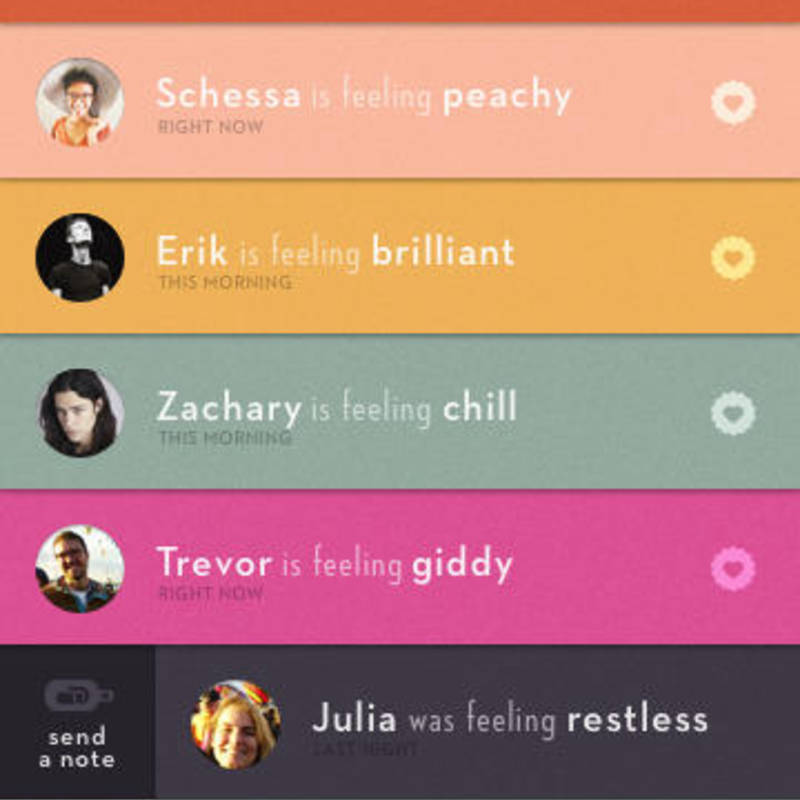 Schessa is feeling peachy
RIGHT NOW
Erik is feeling brilliant
THIS MORNING
Zachary is feeling chill
THIS MORNING
Trevor is feeling giddy
RIGHT NOW
send
a note
Julia was feeling restless
LAST NIGHT